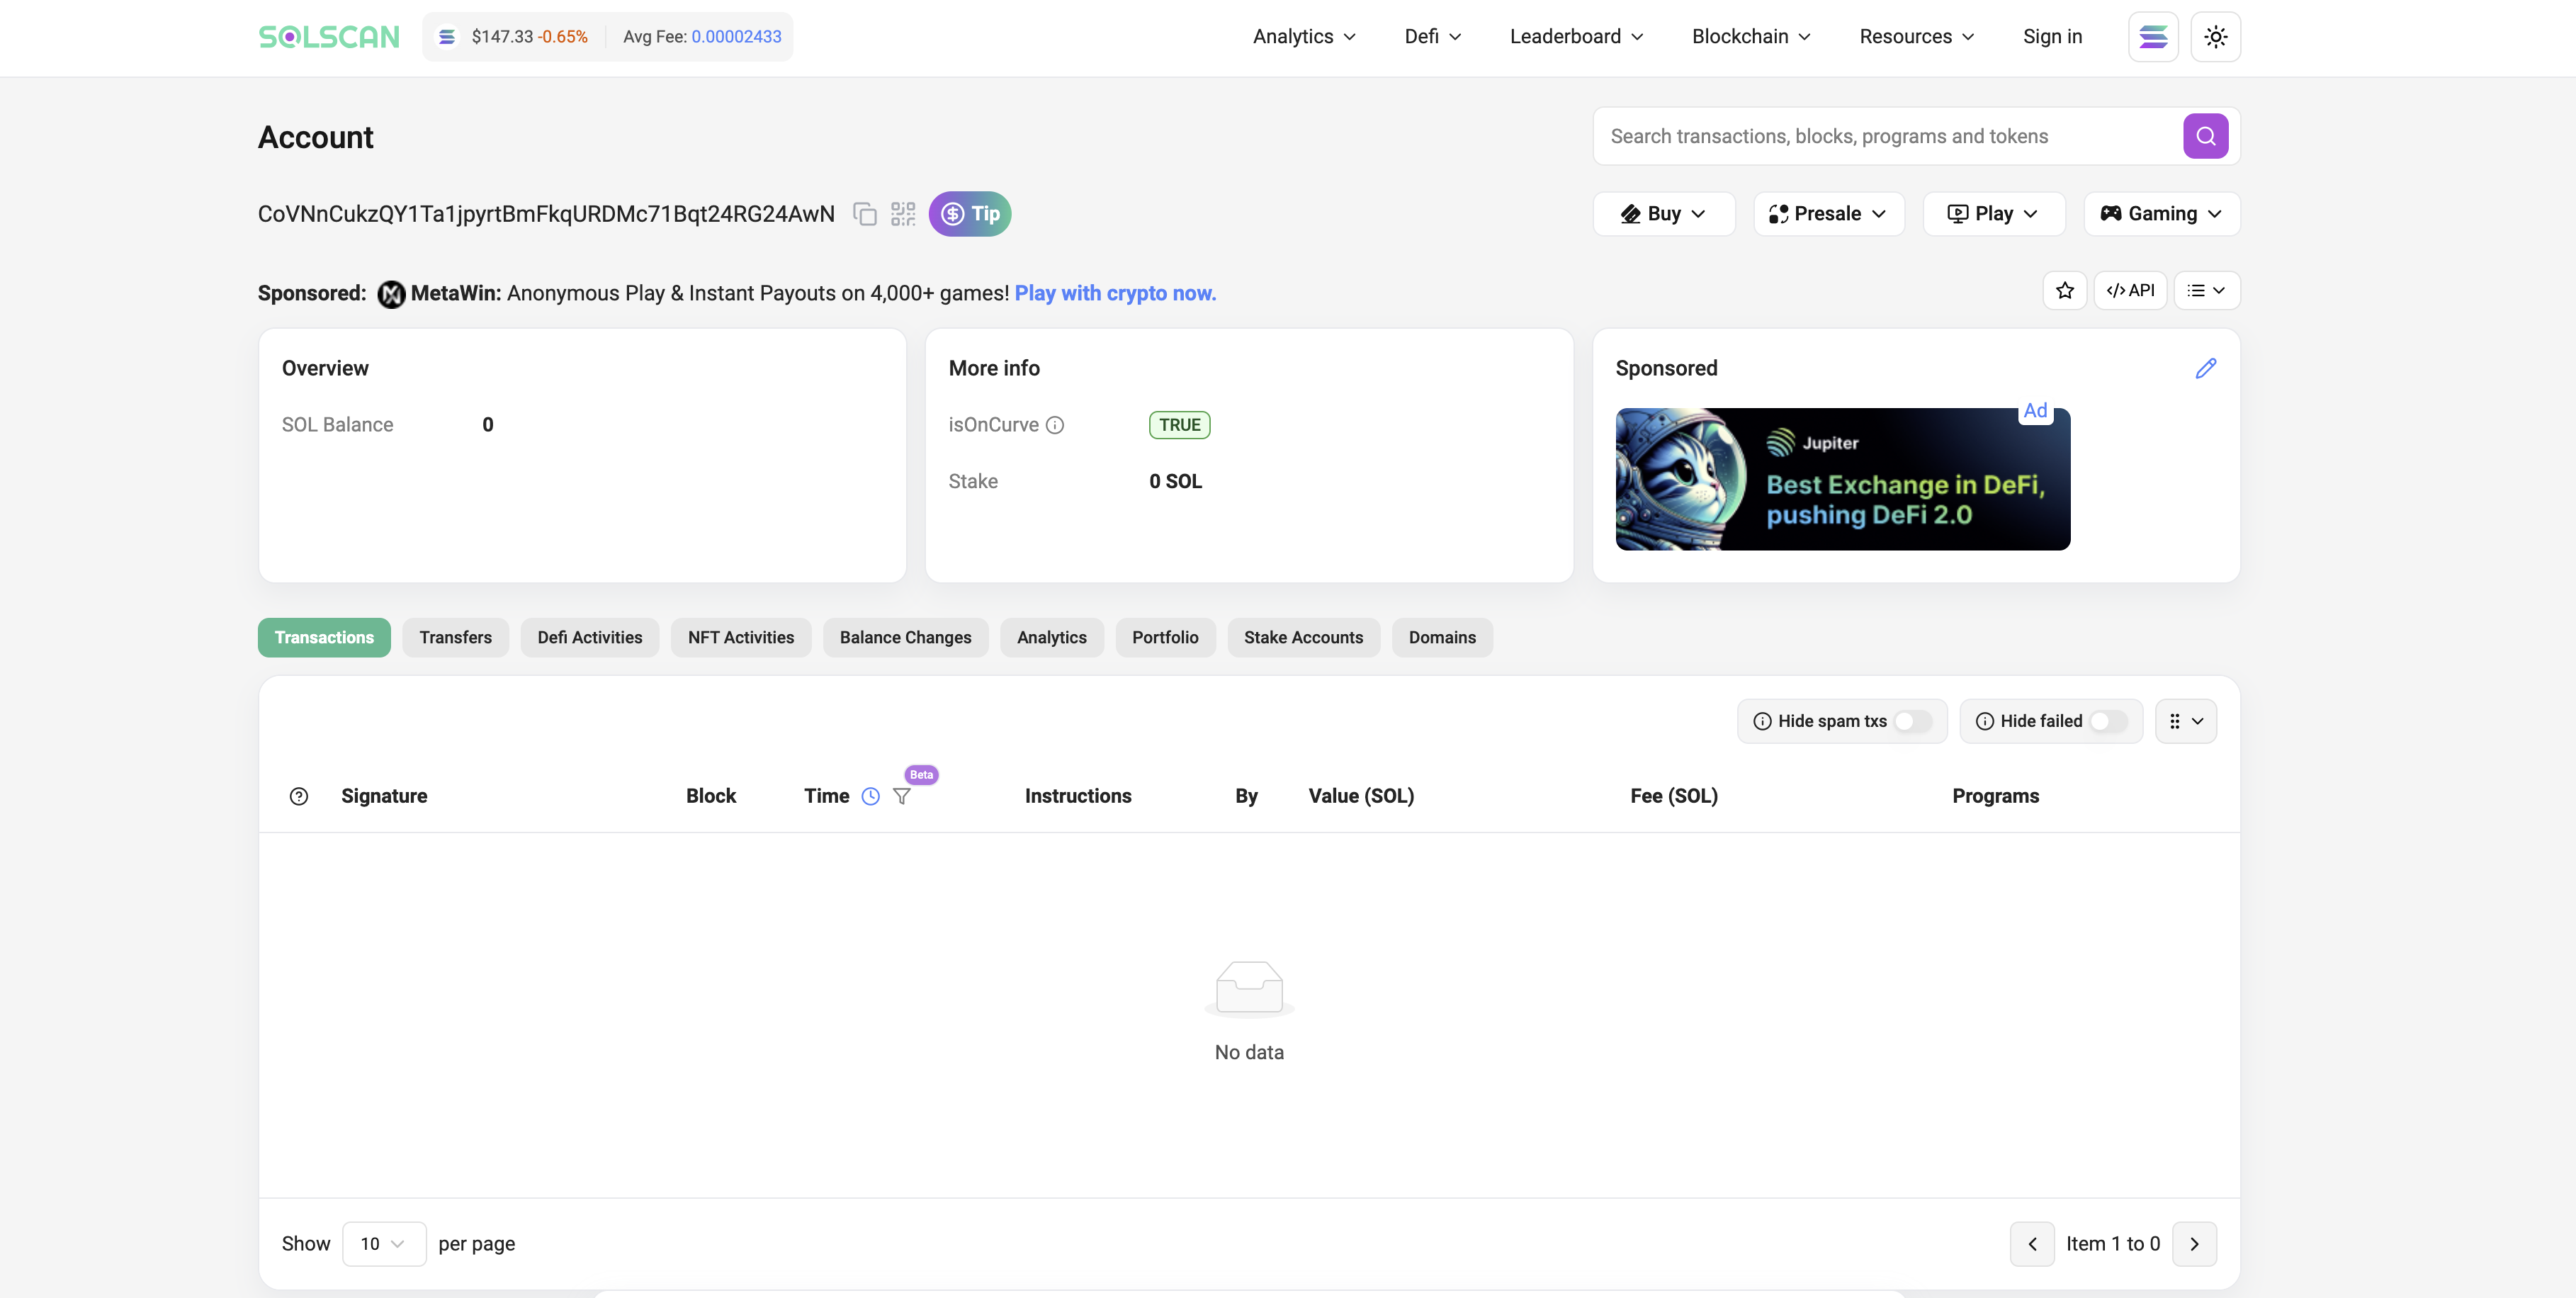 SOLSCAN $147.33 -0.65% Avg Fee: 0.00002433 Analytics Defi Leaderboard Blockchain Resources Sign in
Account
Search transactions, blocks, programs and tokens
CoVNnCukzQY1Ta1jpyrtBmFkqURDMc71Bqt24RG24AwN Tip
Buy Presale Play Gaming
Sponsored: MetaWin: Anonymous Play & Instant Payouts on 4,000+ games! Play with crypto now.
</> API
Overview
SOL Balance 0
More info
isOnCurve TRUE
Stake 0 SOL
Sponsored
Ad
Jupiter
Best Exchange in DeFi,
pushing DeFi 2.0
Transactions Transfers Defi Activities NFT Activities Balance Changes Analytics Portfolio Stake Accounts Domains
Hide spam txs Hide failed
Beta
Signature Block Time Instructions By Value (SOL) Fee (SOL) Programs
No data
Show 10 per page
Item 1 to 0